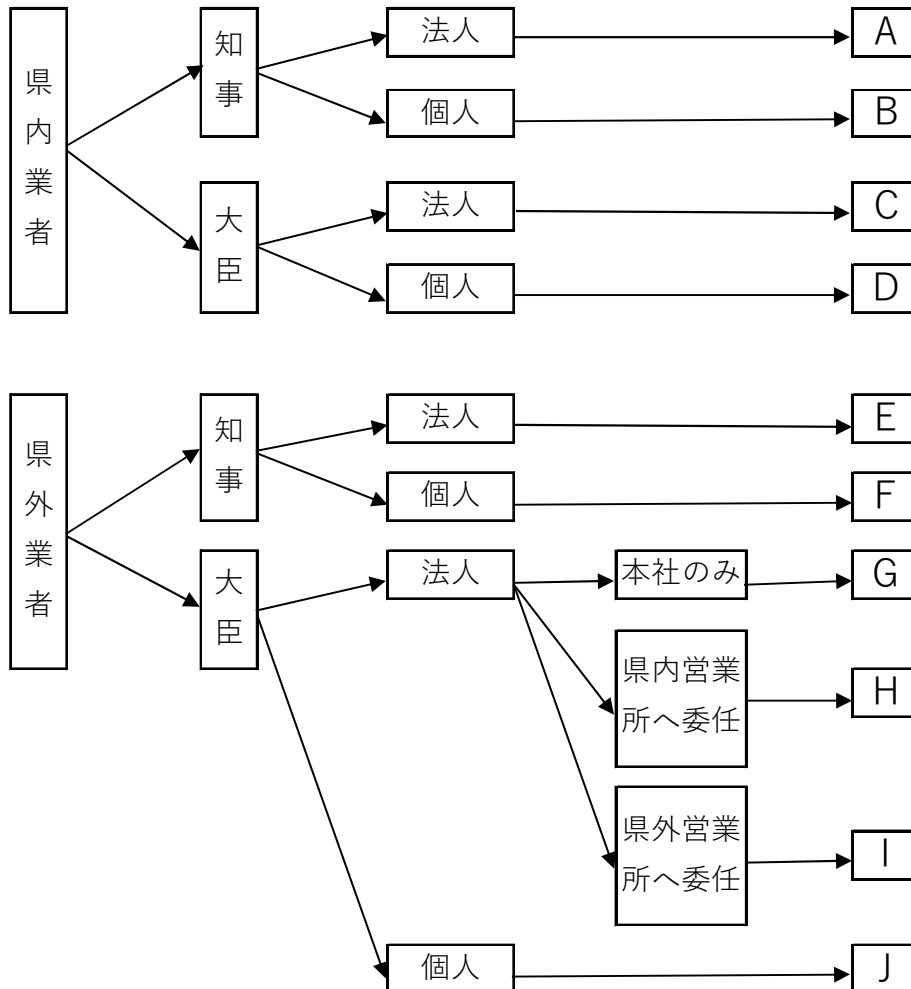 県内業者
知事
法人
A
個人
B
大臣
法人
C
個人
D
県外業者
知事
法人
E
個人
F
大臣
法人
本社のみ
G
県内営業
所へ委任
H
県外営業
所へ委任
I
個人
J